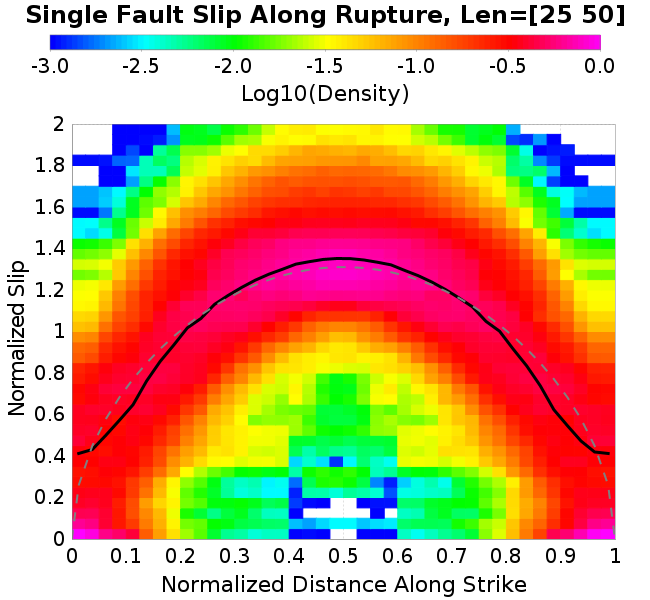 Single Fault Slip Along Rupture, Len=[25 50]
-3.0 -2.5 -2.0 -1.5 -1.0 -0.5 0.0
Log10(Density)
2
1.8
1.6
1.4
1.2
1
0.8
0.6
0.4
0.2
0
Normalized Slip
0 0.1 0.2 0.3 0.4 0.5 0.6 0.7 0.8 0.9 1
Normalized Distance Along Strike